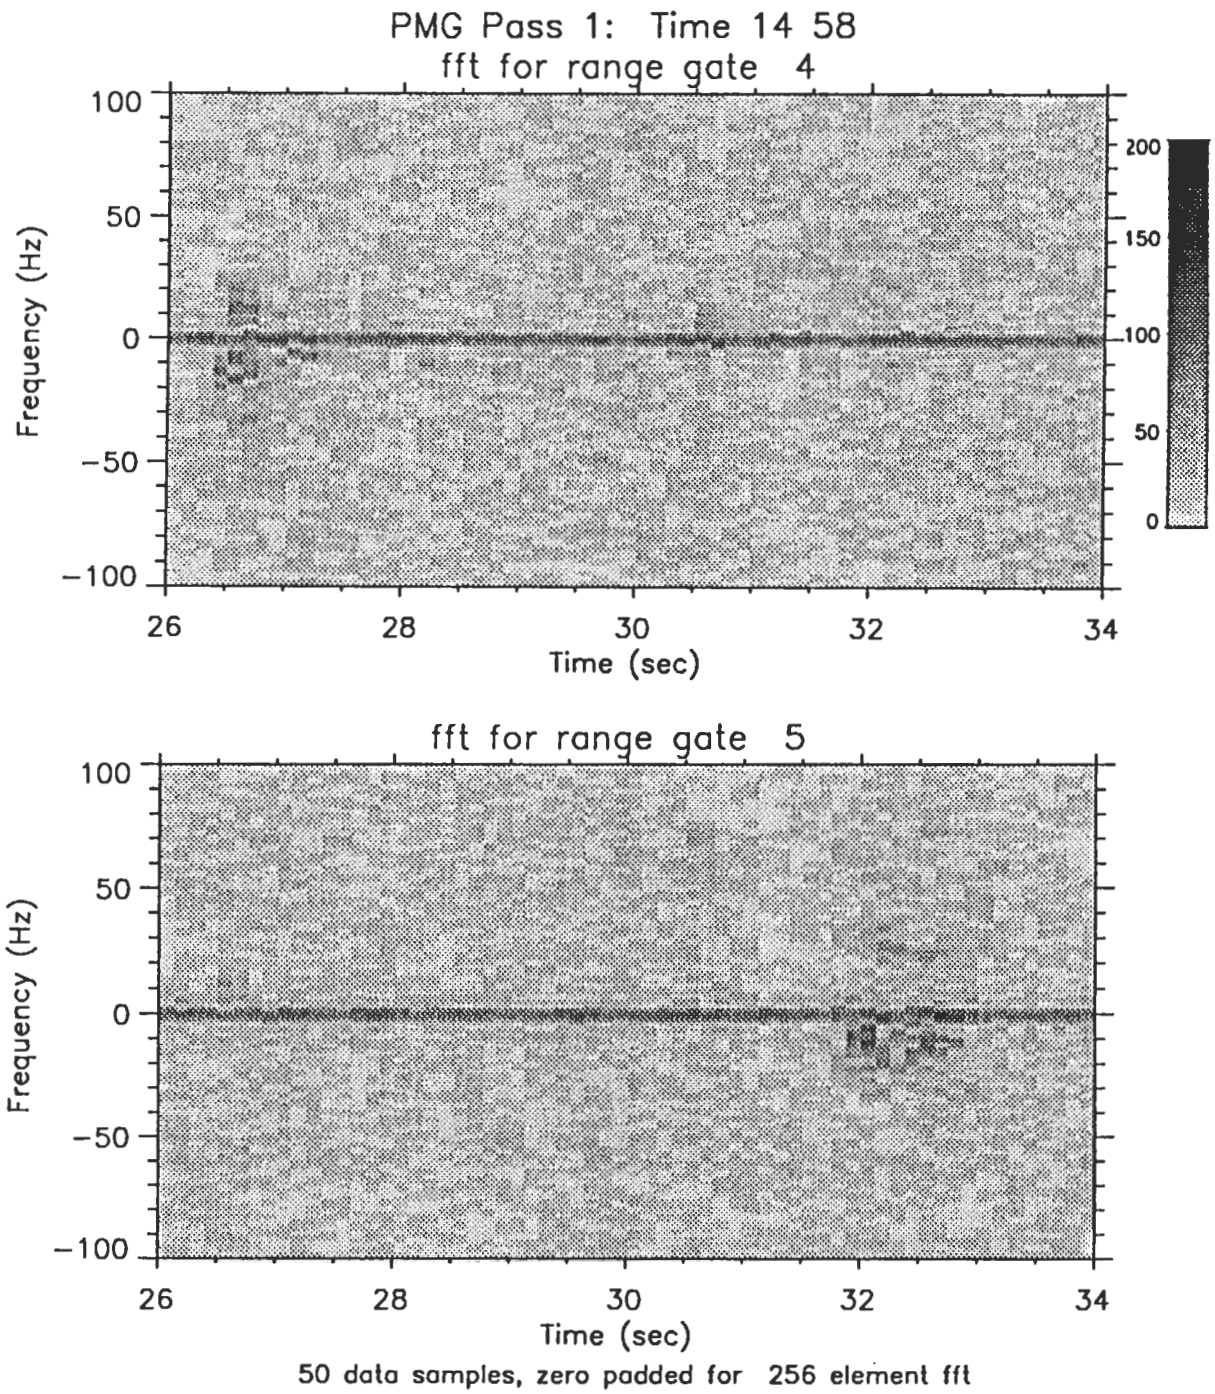 PMG Pass 1: Time 14 58
fft for range gate 4
100
50
0
-50
-100
Frequency (Hz)
26 28 30 32 34
Time (sec)
200
150
100
50
0
fft for range gate 5
100
50
0
-50
-100
Frequency (Hz)
26 28 30 32 34
Time (sec)
50 data samples, zero padded for 256 element fft